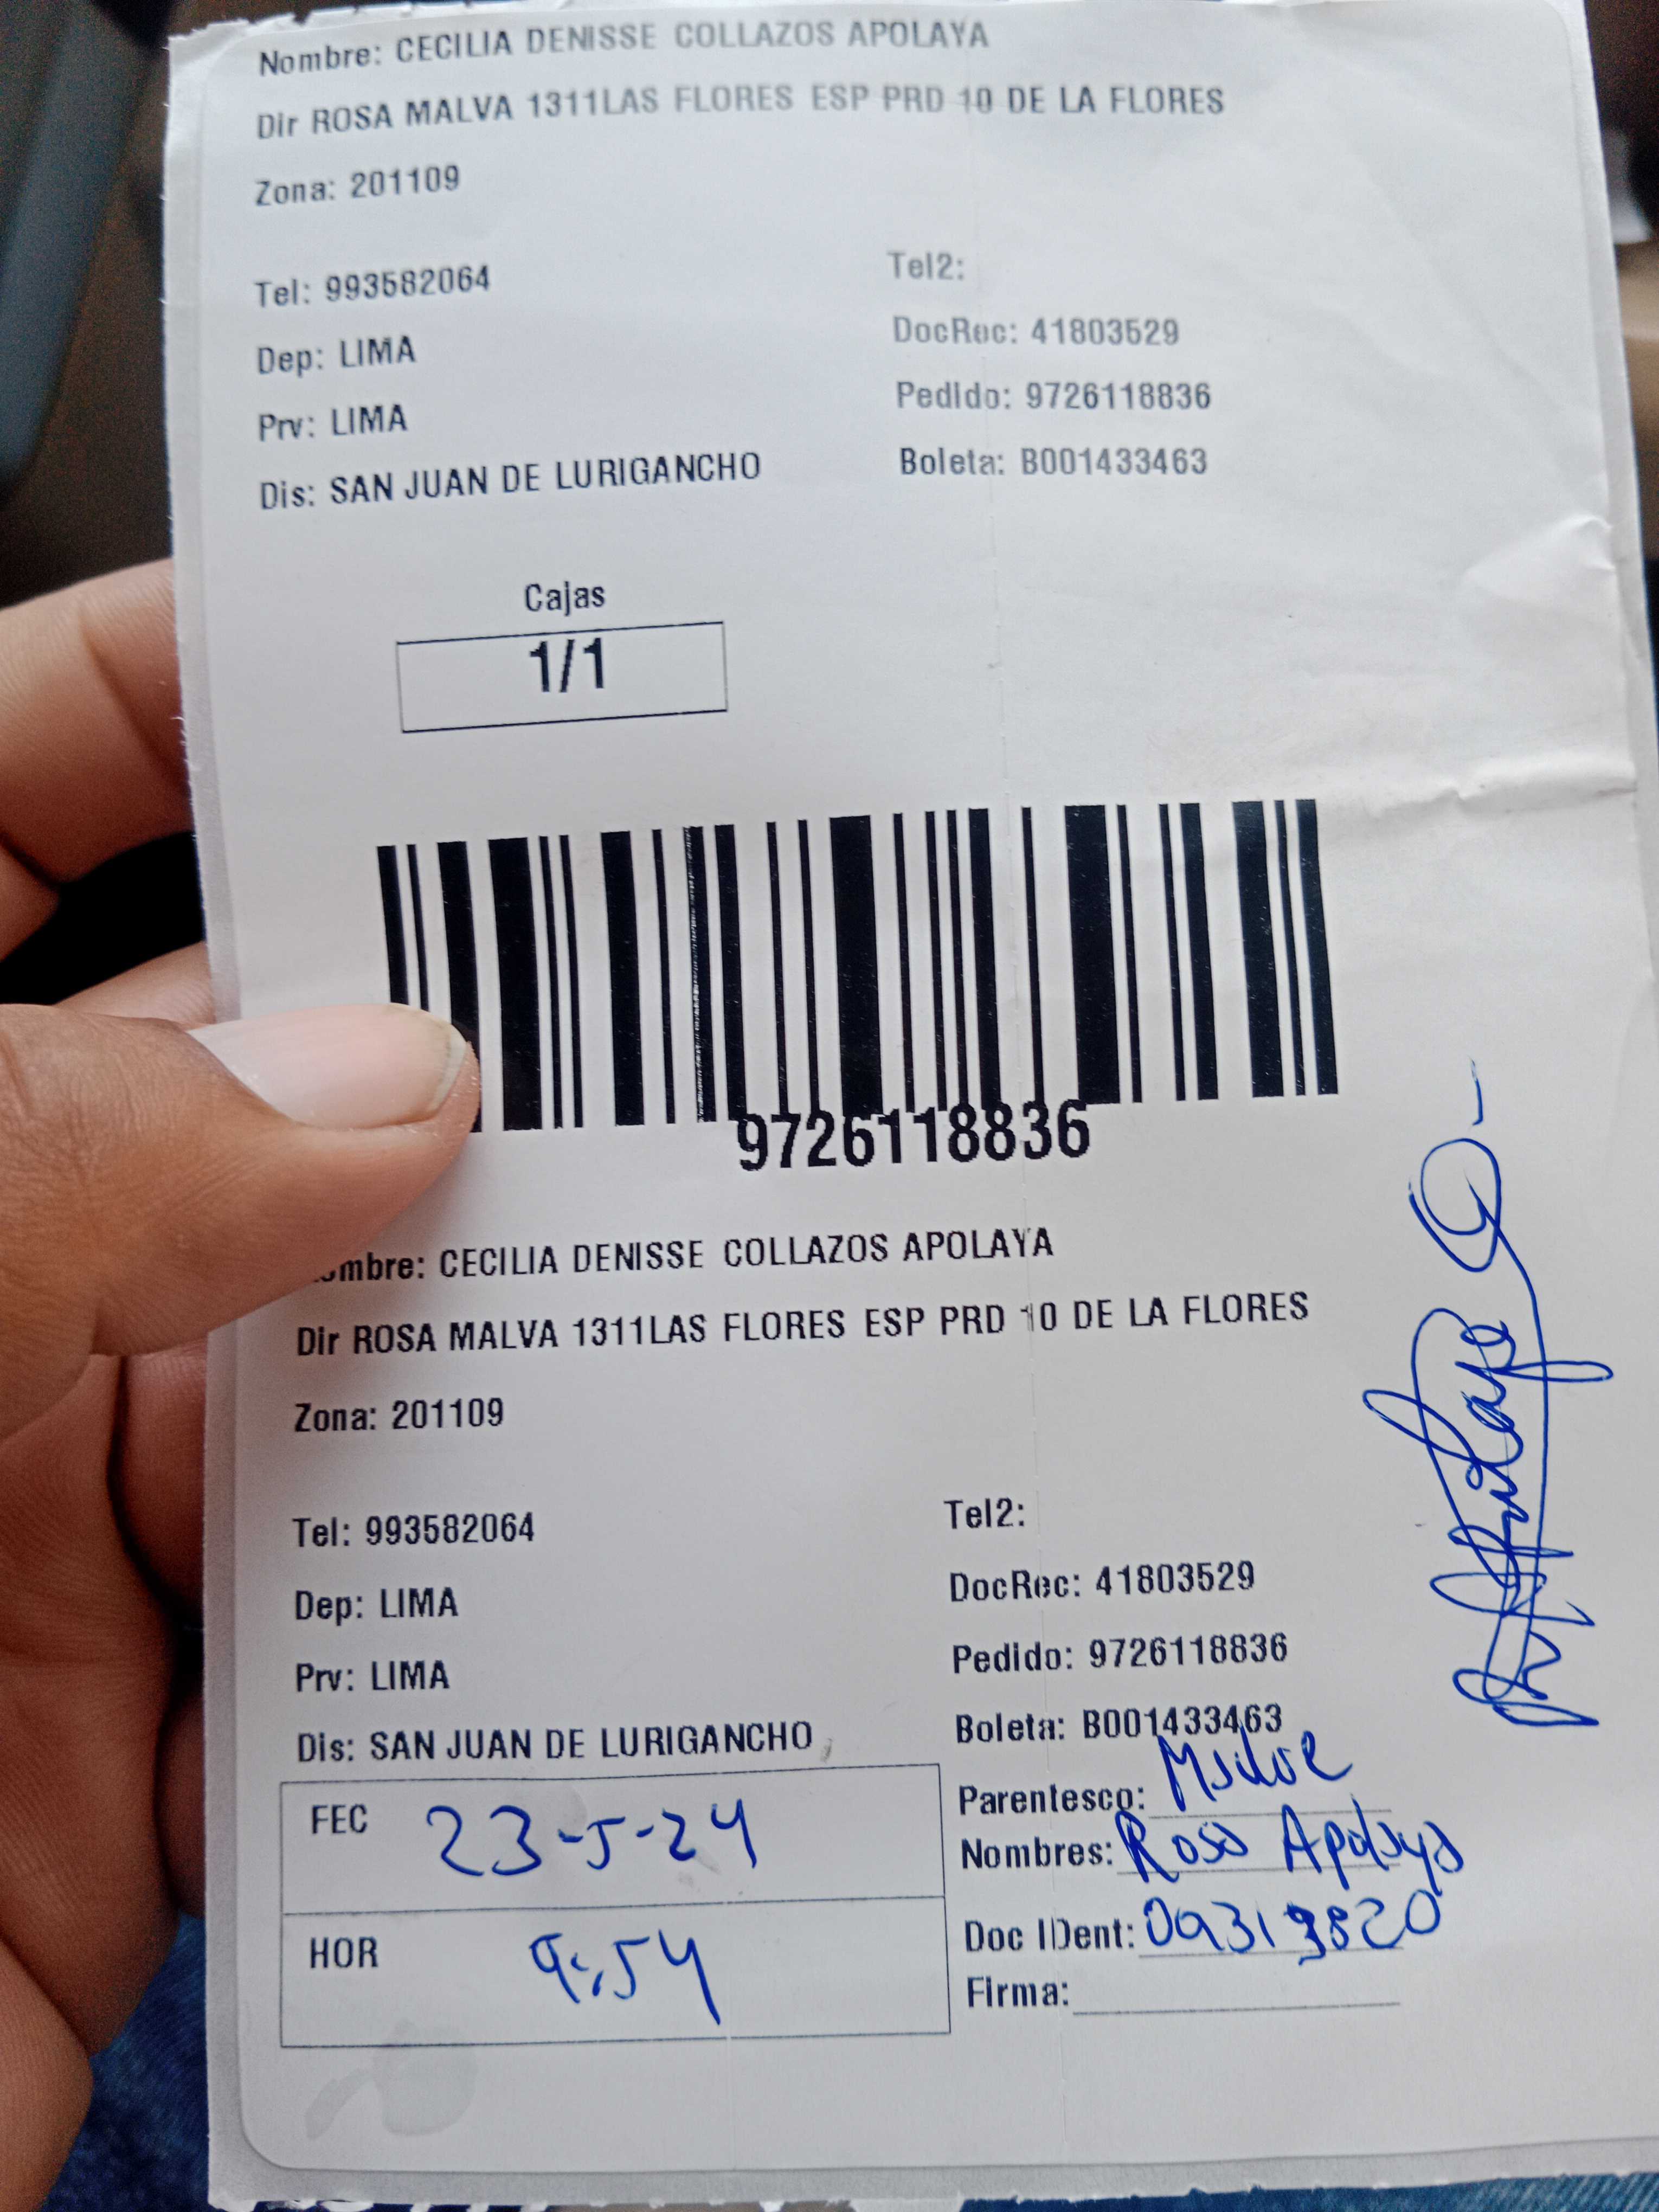 Nombre: CECILIA DENISSE COLLAZOS APOLAYA
Dir ROSA MALVA 1311LAS FLORES ESP PRD 10 DE LA FLORES
Zona: 201109
Tel: 993582064 Tel2:
Dep: LIMA DocRec: 41803529
Prv: LIMA Pedido: 9726118836
Dis: SAN JUAN DE LURIGANCHO Boleta: B001433463
Cajas
1/1
9726118836
mbre: CECILIA DENISSE COLLAZOS APOLAYA
Dir ROSA MALVA 1311LAS FLORES ESP PRD 10 DE LA FLORES
Zona: 201109
Tel: 993582064 Tel2:
Dep: LIMA DocRec: 41803529
Prv: LIMA Pedido: 9726118836
Dis: SAN JUAN DE LURIGANCHO Boleta: B001433463
FEC 23-5-24
HOR 9:54
Parentesco: Madre
Nombres: Rosa Apolaya
Doc IDent: 09319820
Firma: